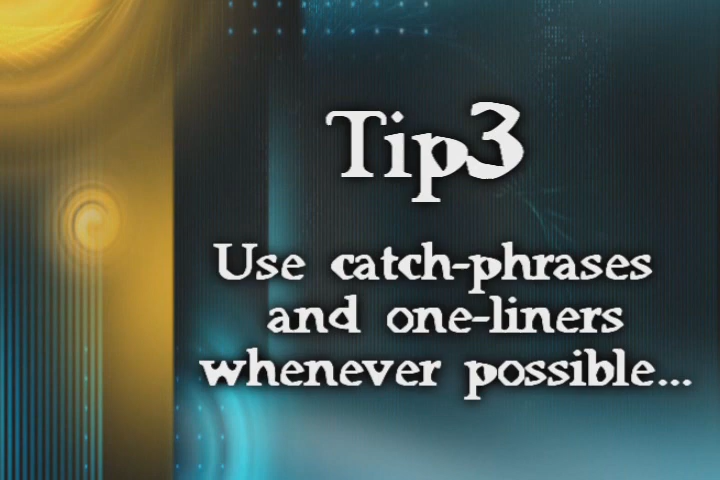 Tip3
Use catch-phrases
and one-liners
whenever possible...